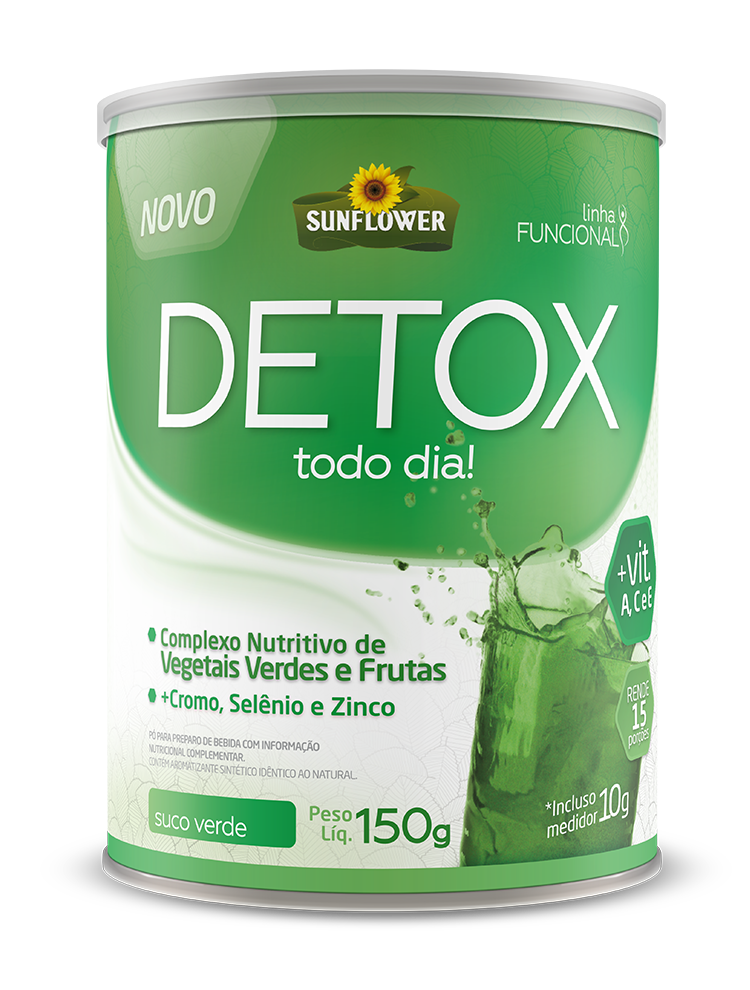 NOVO
SUNFLOWER
linha
FUNCIONAL
DETOX
todo dia!
+vit.
A, C e E
• Complexo Nutritivo de
Vegetais Verdes e Frutas
• +Cromo, Selênio e Zinco
RENDE
15
porções
PÓ PARA PREPARO DE BEBIDA COM INFORMAÇÃO
NUTRICIONAL COMPLEMENTAR.
CONTÉM AROMATIZANTE SINTÉTICO IDÊNTICO AO NATURAL.
suco verde
Peso
Líq. 150g
*Incluso
medidor 10g